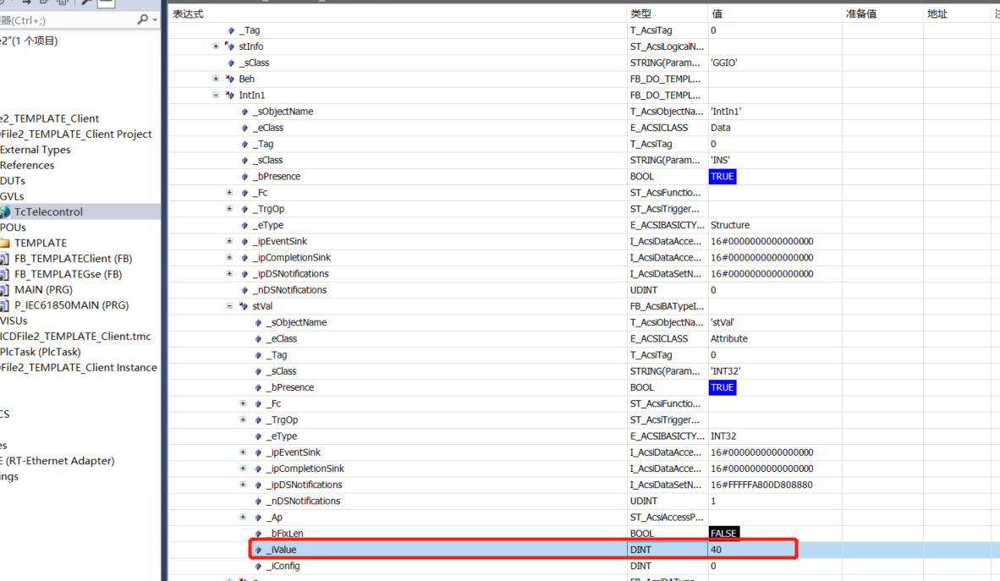 表达式 类型 值 准备值 地址
器(Ctrl+;)
e2"(1 个项目)
e2_TEMPLATE_Client
File2_TEMPLATE_Client Project
External Types
References
DUTs
GVLs
TcTelecontrol
POUs
TEMPLATE
FB_TEMPLATEClient (FB)
FB_TEMPLATEGse (FB)
MAIN (PRG)
P_IEC61850MAIN (PRG)
VISUs
ICDFile2_TEMPLATE_Client.tmc
PlcTask (PlcTask)
File2_TEMPLATE_Client Instance
CS
es
E (RT-Ethernet Adapter)
ings
_Tag T_AcsiTag 0
stInfo ST_AcsiLogicalN...
_sClass STRING(Param... 'GGIO'
Beh FB_DO_TEMPL...
IntIn1 FB_DO_TEMPL...
_sObjectName T_AcsiObjectNa... 'IntIn1'
_eClass E_ACSICLASS Data
_Tag T_AcsiTag 0
_sClass STRING(Param... 'INS'
_bPresence BOOL TRUE
_Fc ST_AcsiFunctio...
_TrgOp ST_AcsiTrigger...
_eType E_ACSIBASICTY... Structure
_ipEventSink I_AcsiDataAcce... 16#0000000000000000
_ipCompletionSink I_AcsiDataAcce... 16#0000000000000000
_ipDSNotifications I_AcsiDataSetN... 16#0000000000000000
_nDSNotifications UDINT 0
stVal FB_AcsiBATypeI...
_sObjectName T_AcsiObjectNa... 'stVal'
_eClass E_ACSICLASS Attribute
_Tag T_AcsiTag 0
_sClass STRING(Param... 'INT32'
_bPresence BOOL TRUE
_Fc ST_AcsiFunctio...
_TrgOp ST_AcsiTrigger...
_eType E_ACSIBASICTY... INT32
_ipEventSink I_AcsiDataAcce... 16#0000000000000000
_ipCompletionSink I_AcsiDataAcce... 16#0000000000000000
_ipDSNotifications I_AcsiDataSetN... 16#FFFFFA800D808880
_nDSNotifications UDINT 1
_Ap ST_AcsiAccessP...
_bFixLen BOOL FALSE
_iValue DINT 40
_iConfig DINT 0